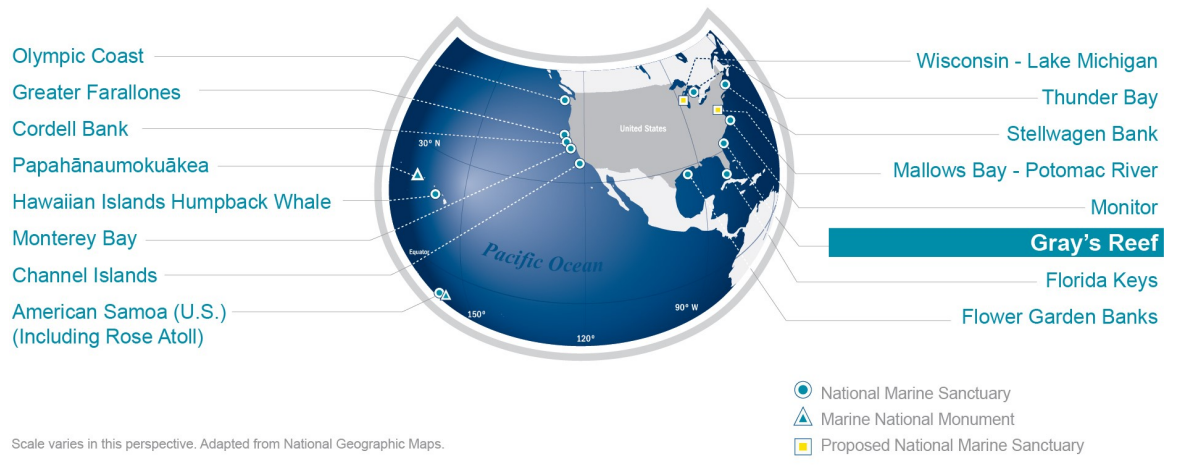 Olympic Coast
Greater Farallones
Cordell Bank
Papahānaumokuākea
Hawaiian Islands Humpback Whale
Monterey Bay
Channel Islands
American Samoa (U.S.)
(Including Rose Atoll)
United States
30° N
Equator
Pacific Ocean
150°
120°
90° W
Wisconsin - Lake Michigan
Thunder Bay
Stellwagen Bank
Mallows Bay - Potomac River
Monitor
Gray's Reef
Florida Keys
Flower Garden Banks
National Marine Sanctuary
Marine National Monument
Proposed National Marine Sanctuary
Scale varies in this perspective. Adapted from National Geographic Maps.